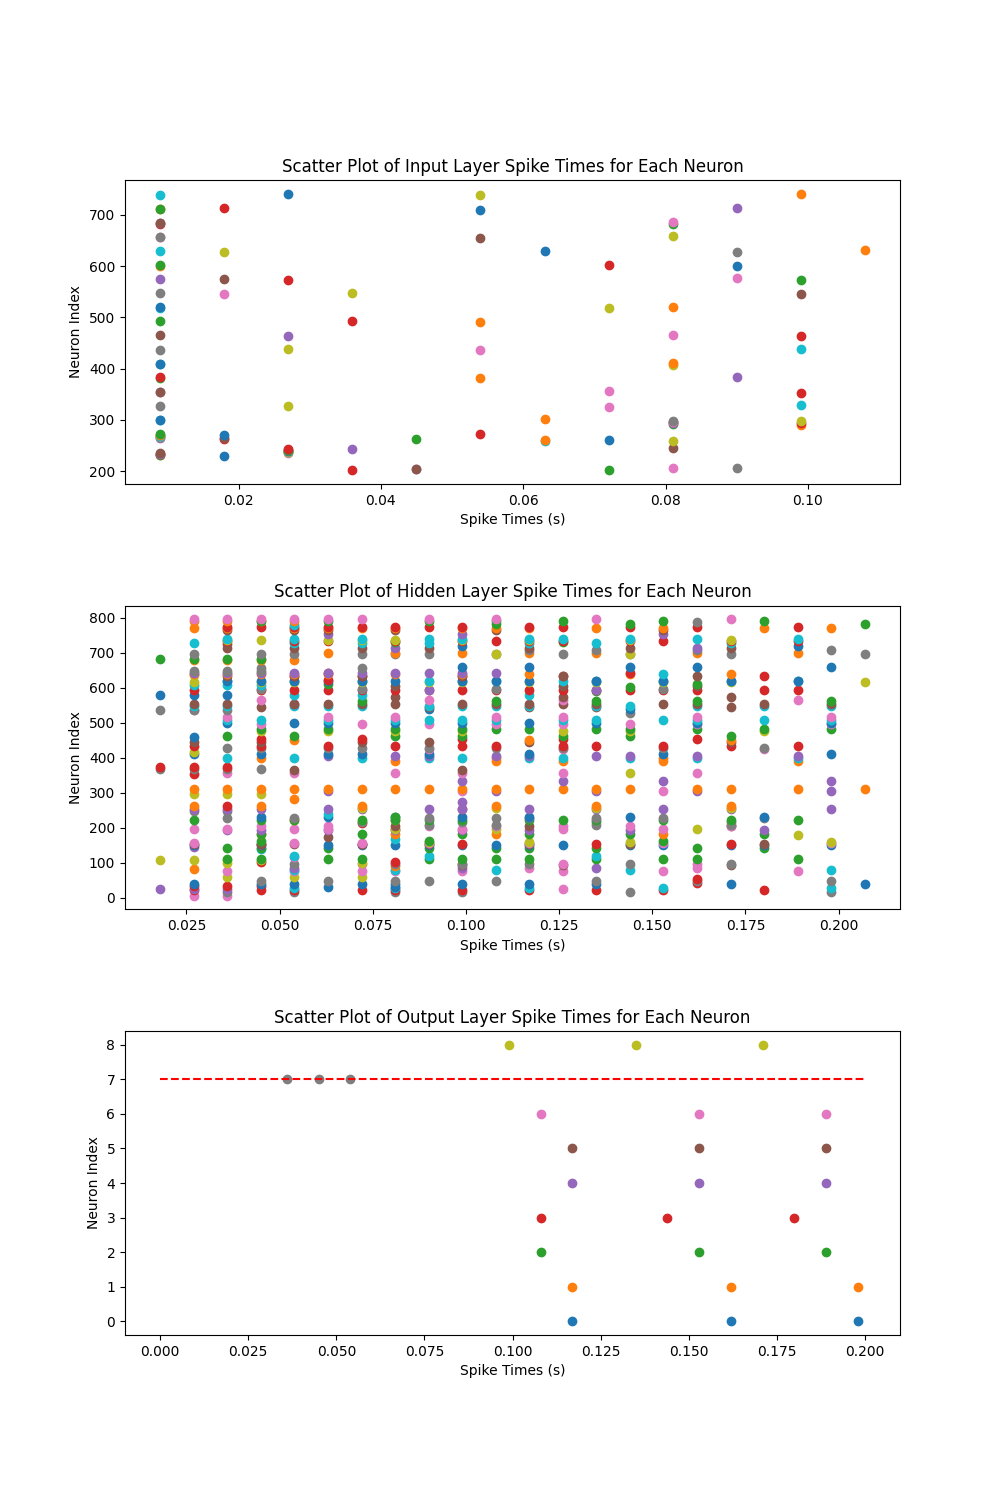 Scatter Plot of Input Layer Spike Times for Each Neuron
Neuron Index
700
600
500
400
300
200
0.02 0.04 0.06 0.08 0.10
Spike Times (s)
Scatter Plot of Hidden Layer Spike Times for Each Neuron
Neuron Index
800
700
600
500
400
300
200
100
0
0.025 0.050 0.075 0.100 0.125 0.150 0.175 0.200
Spike Times (s)
Scatter Plot of Output Layer Spike Times for Each Neuron
Neuron Index
8
7
6
5
4
3
2
1
0
0.000 0.025 0.050 0.075 0.100 0.125 0.150 0.175 0.200
Spike Times (s)